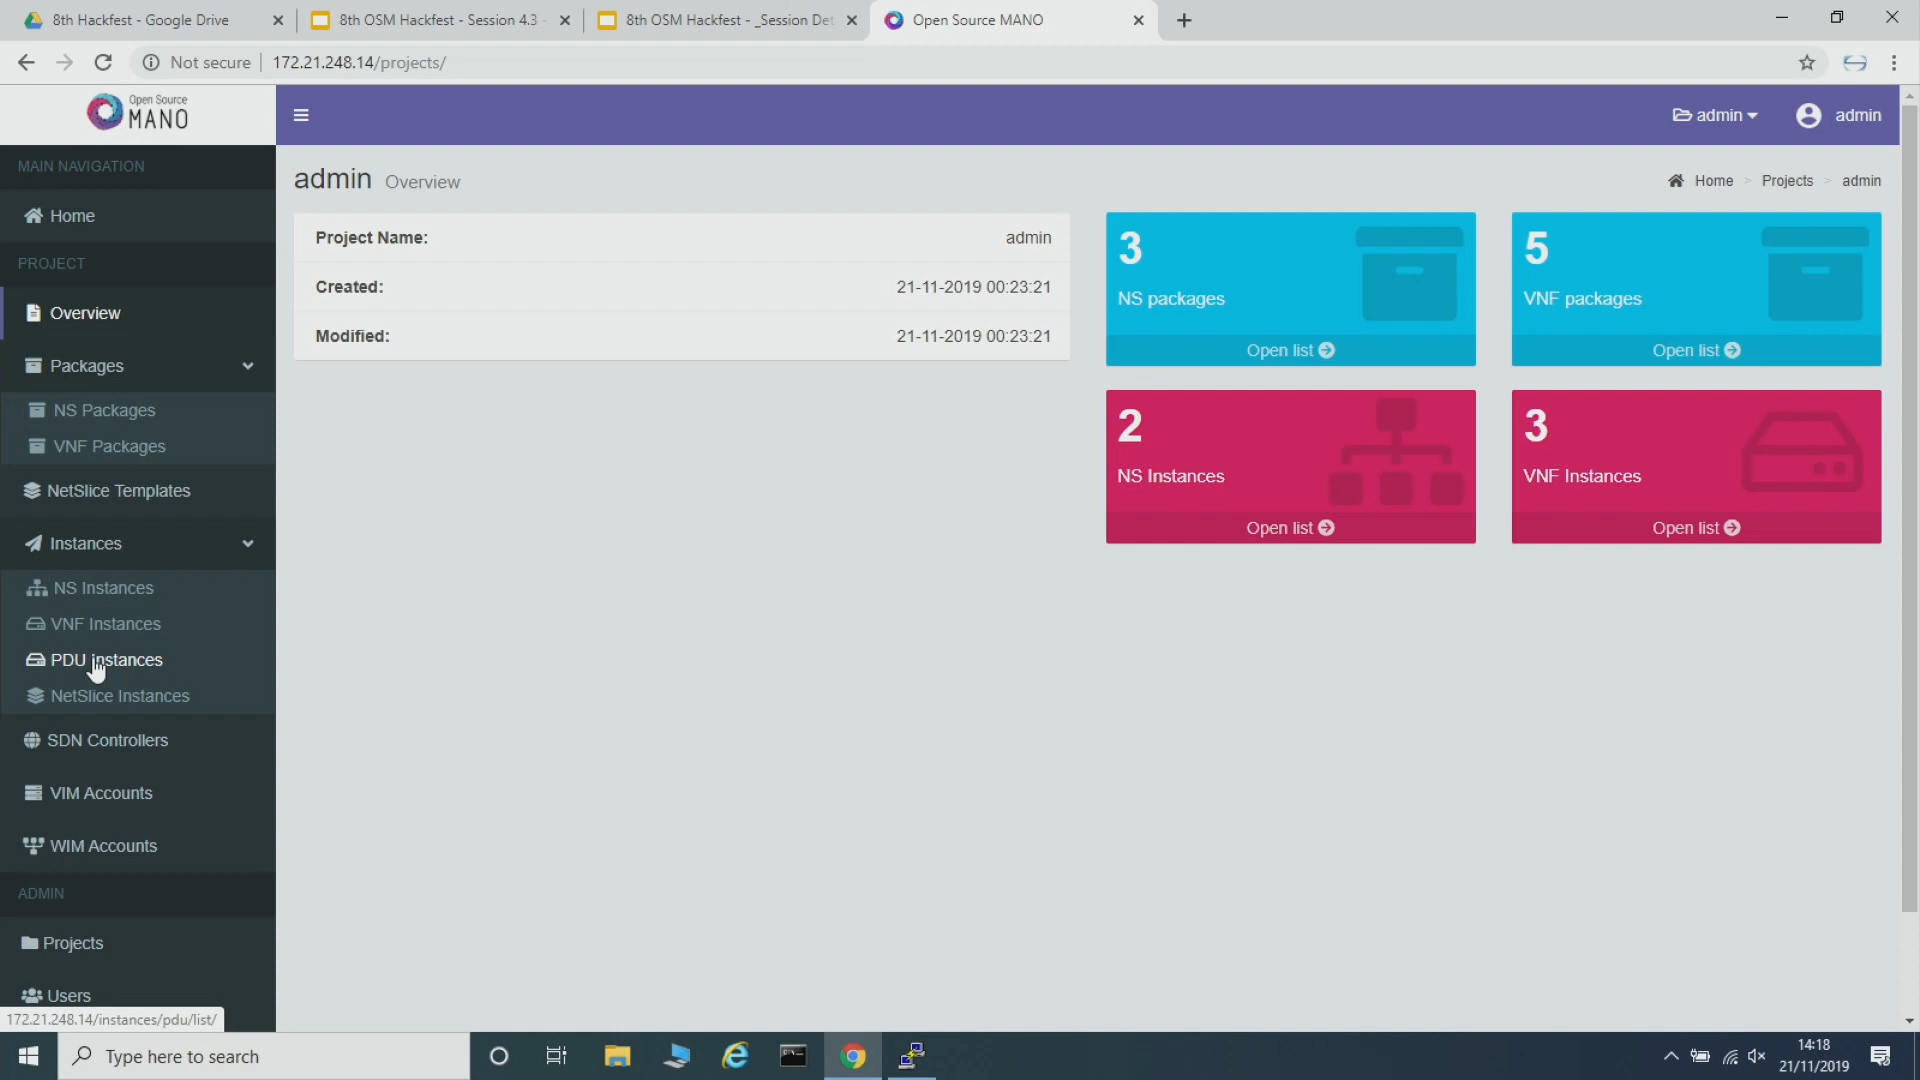 8th Hackfest - Google Drive
8th OSM Hackfest - Session 4.3 -
8th OSM Hackfest - _Session Det
Open Source MANO
Not secure
172.21.248.14/projects/
Open Source
MANO
admin
admin
MAIN NAVIGATION
Home
PROJECT
Overview
Packages
NS Packages
VNF Packages
NetSlice Templates
Instances
NS Instances
VNF Instances
PDU Instances
NetSlice Instances
SDN Controllers
VIM Accounts
WIM Accounts
ADMIN
Projects
Users
172.21.248.14/instances/pdu/list/
admin Overview
Home > Projects > admin
Project Name: admin
Created: 21-11-2019 00:23:21
Modified: 21-11-2019 00:23:21
3
NS packages
Open list
5
VNF packages
Open list
2
NS Instances
Open list
3
VNF Instances
Open list
Type here to search
14:18
21/11/2019